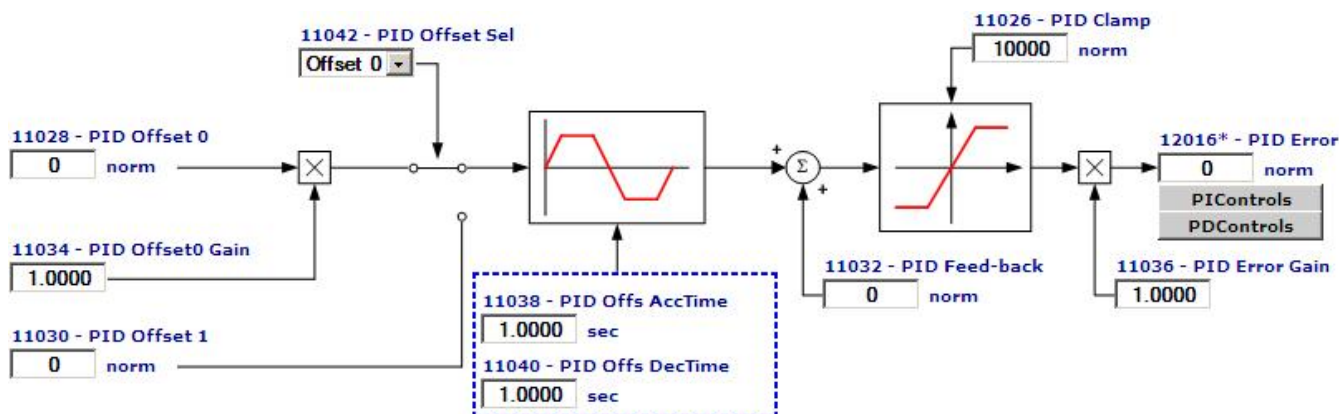 11042 - PID Offset Sel
Offset 0
11026 - PID Clamp
10000 norm
11028 - PID Offset 0
0 norm
12016* - PID Error
0 norm
PIControls
PDControls
+
Σ
+
11034 - PID Offset0 Gain
1.0000
11032 - PID Feed-back
0 norm
11036 - PID Error Gain
1.0000
11038 - PID Offs AccTime
1.0000 sec
11030 - PID Offset 1
0 norm
11040 - PID Offs DecTime
1.0000 sec